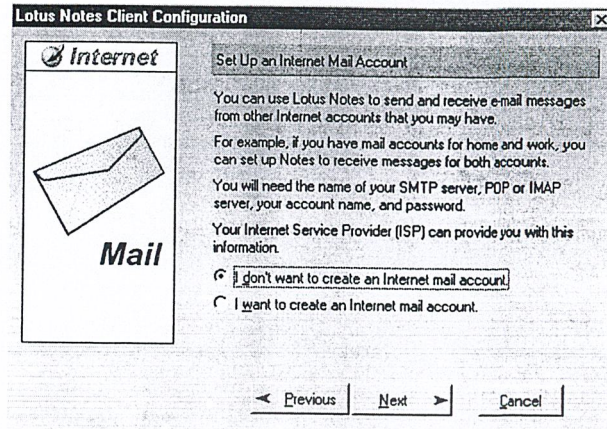 Lotus Notes Client Configuration
Internet
Mail
Set Up an Internet Mail Account
You can use Lotus Notes to send and receive e-mail messages
from other Internet accounts that you may have.
For example, if you have mail accounts for home and work, you
can set up Notes to receive messages for both accounts.
You will need the name of your SMTP server, POP or IMAP
server, your account name, and password.
Your Internet Service Provider (ISP) can provide you with this
information.
I don't want to create an Internet mail account.
I want to create an Internet mail account.
Previous
Next
Cancel